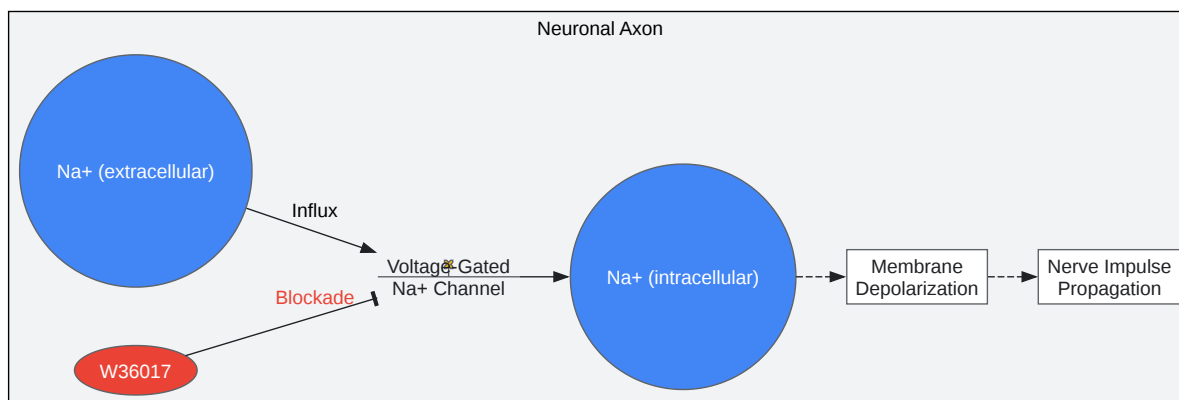 Neuronal Axon
Na+ (extracellular)
Influx
Voltage-Gated
Na+ Channel
Blockade
W36017
Na+ (intracellular)
Membrane
Depolarization
Nerve Impulse
Propagation